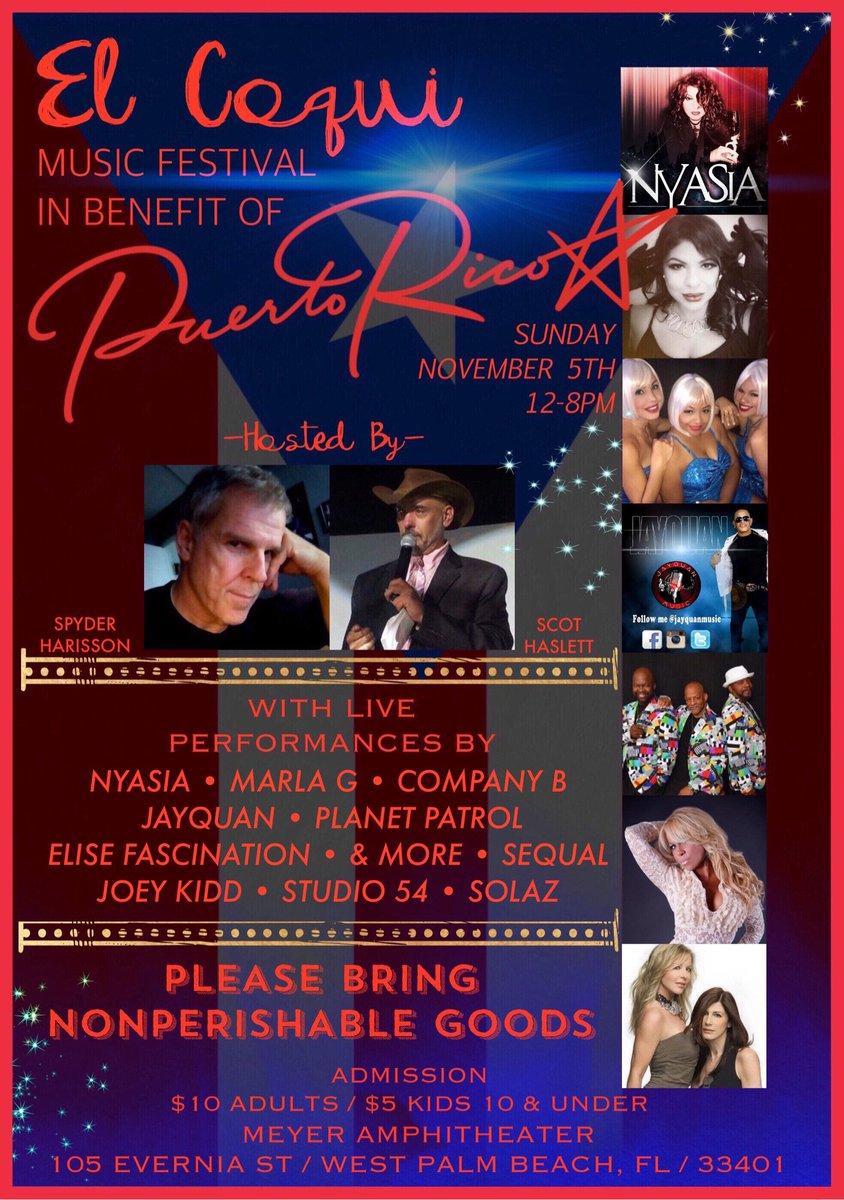 El Coqui
MUSIC FESTIVAL
IN BENEFIT OF
Puerto Rico
SUNDAY
NOVEMBER 5TH
12-8PM
-Hosted By-
SPYDER
HARISSON
SCOT
HASLETT
NYASIA
JAYQUAN
JAYQUAN
MUSIC
Follow me @jayquanmusic
WITH LIVE
PERFORMANCES BY
NYASIA • MARLA G • COMPANY B
JAYQUAN • PLANET PATROL
ELISE FASCINATION • & MORE • SEQUAL
JOEY KIDD • STUDIO 54 • SOLAZ
PLEASE BRING
NONPERISHABLE GOODS
ADMISSION
$10 ADULTS / $5 KIDS 10 & UNDER
MEYER AMPHITHEATER
105 EVERNIA ST / WEST PALM BEACH, FL / 33401